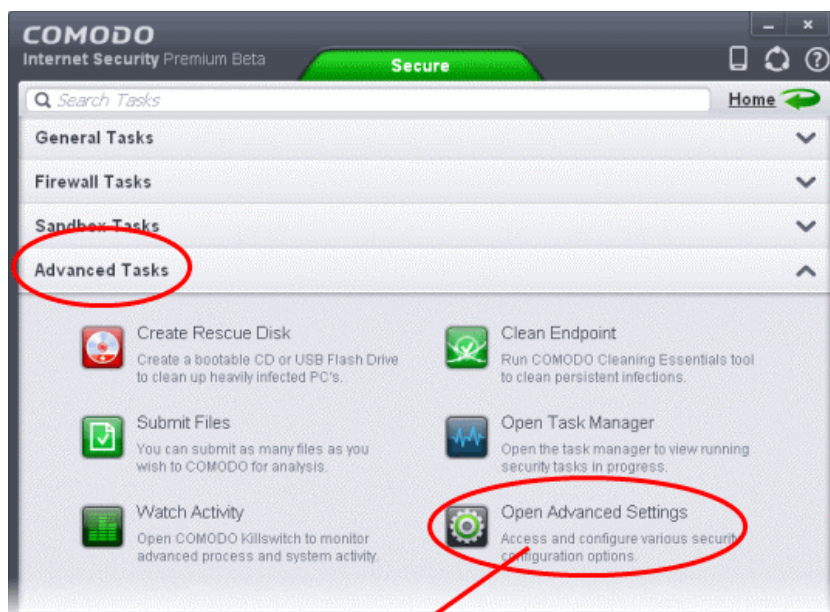 COMODO
Internet Security Premium Beta
Secure
Search Tasks
Home
General Tasks
Firewall Tasks
Sandbox Tasks
Advanced Tasks
Create Rescue Disk
Create a bootable CD or USB Flash Drive
to clean up heavily infected PC's.
Clean Endpoint
Run COMODO Cleaning Essentials tool
to clean persistent infections.
Submit Files
You can submit as many files as you
wish to COMODO for analysis.
Open Task Manager
Open the task manager to view running
security tasks in progress.
Watch Activity
Open COMODO Killswitch to monitor
advanced process and system activity.
Open Advanced Settings
Access and configure various security
configuration options.